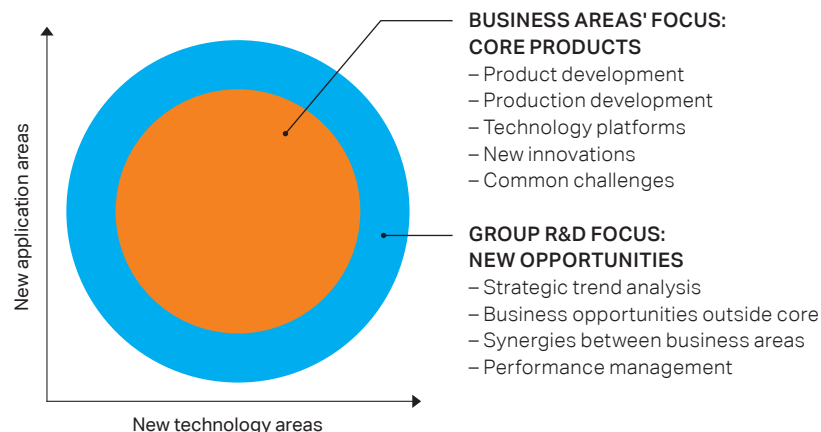 BUSINESS AREAS' FOCUS:
CORE PRODUCTS
– Product development
– Production development
– Technology platforms
– New innovations
– Common challenges
GROUP R&D FOCUS:
NEW OPPORTUNITIES
– Strategic trend analysis
– Business opportunities outside core
– Synergies between business areas
– Performance management
New application areas
New technology areas